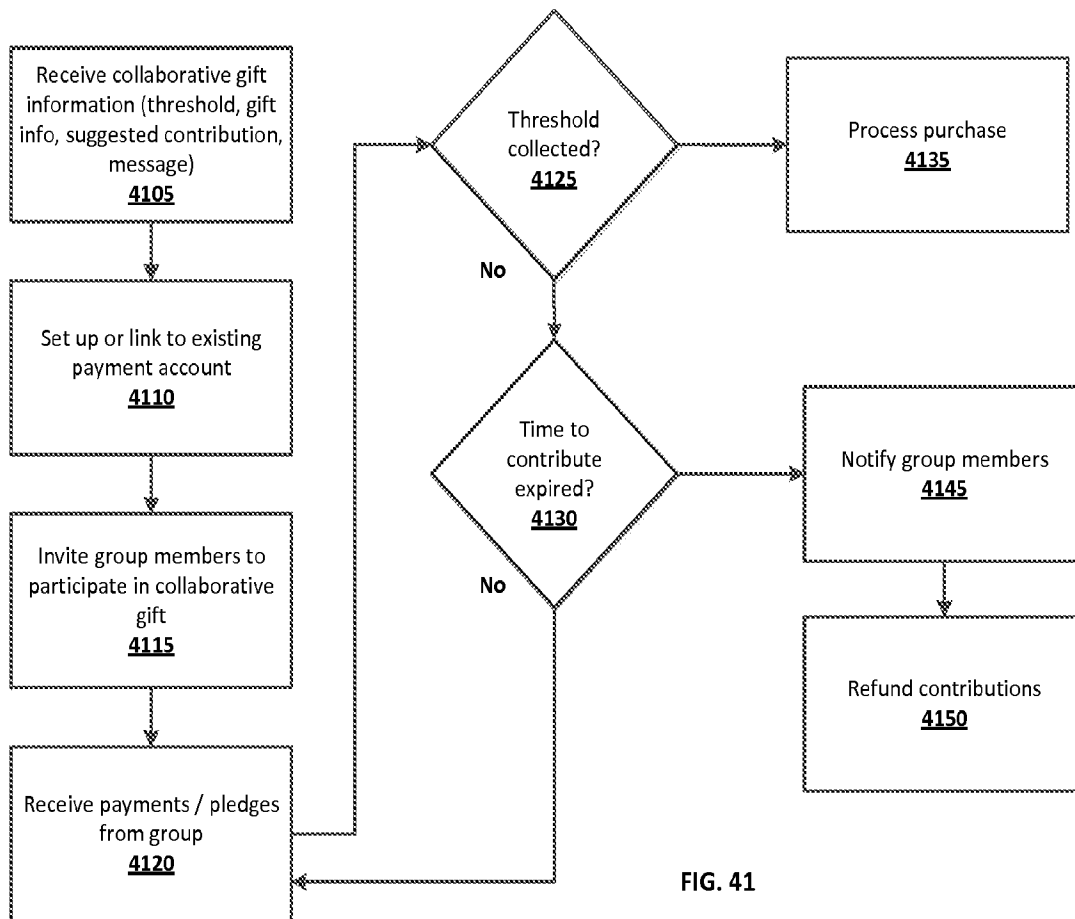 Receive collaborative gift
information (threshold, gift
info, suggested contribution,
message)
4105
Set up or link to existing
payment account
4110
Invite group members to
participate in collaborative
gift
4115
Receive payments / pledges
from group
4120
Threshold
collected?
4125
No
Process purchase
4135
Time to
contribute
expired?
4130
No
Notify group members
4145
Refund contributions
4150
FIG. 41